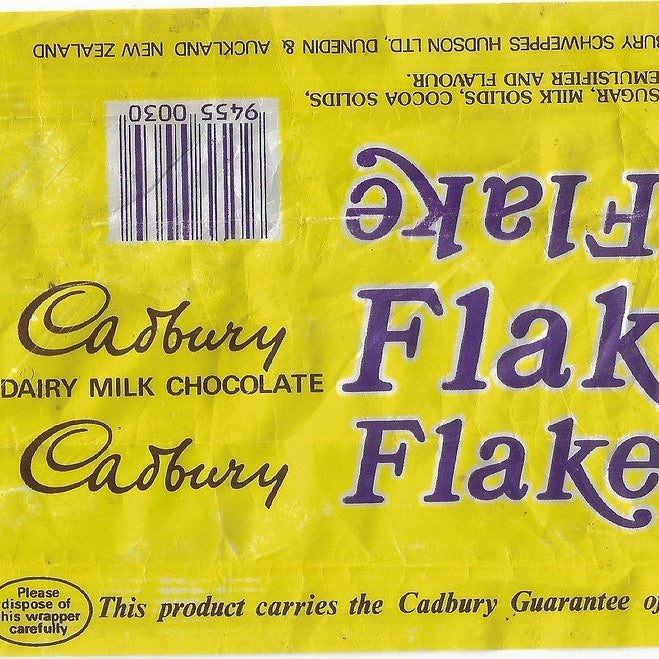 BURY SCHWEPPES HUDSON LTD, DUNEDIN & AUCKLAND NEW ZEALAND
SUGAR, MILK SOLIDS, COCOA SOLIDS,
EMULSIFIER AND FLAVOUR.
9455 0030
Flake
Cadbury
DAIRY MILK CHOCOLATE
Flak
Cadbury
Flake
Please
dispose of
this wrapper
carefully
This product carries the Cadbury Guarantee of